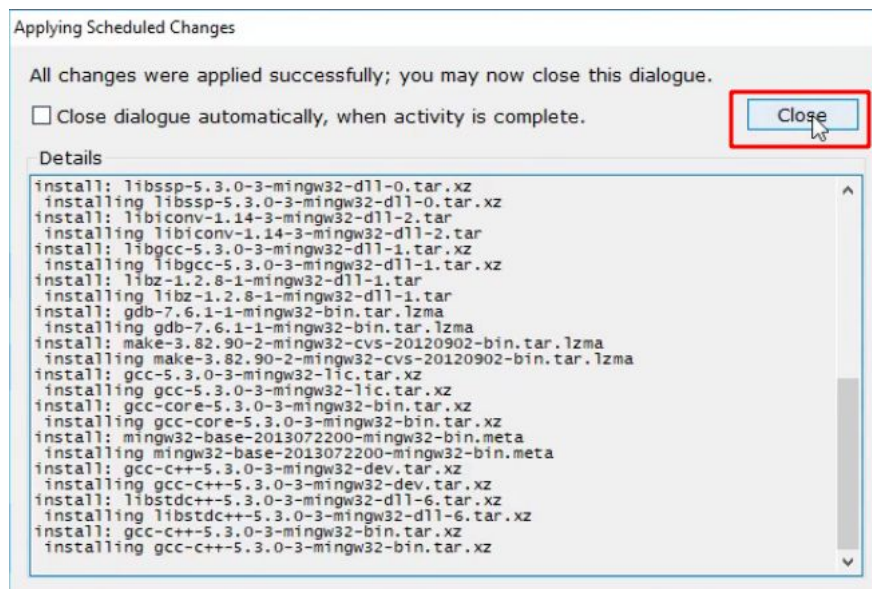 Applying Scheduled Changes
All changes were applied successfully; you may now close this dialogue.
Close dialogue automatically, when activity is complete.
Close
Details
install: libssp-5.3.0-3-mingw32-dll-0.tar.xz
installing libssp-5.3.0-3-mingw32-dll-0.tar.xz
install: libiconv-1.14-3-mingw32-dll-2.tar
installing libiconv-1.14-3-mingw32-dll-2.tar
install: libgcc-5.3.0-3-mingw32-dll-1.tar.xz
installing libgcc-5.3.0-3-mingw32-dll-1.tar.xz
install: libz-1.2.8-1-mingw32-dll-1.tar
installing libz-1.2.8-1-mingw32-dll-1.tar
install: gdb-7.6.1-1-mingw32-bin.tar.lzma
installing gdb-7.6.1-1-mingw32-bin.tar.lzma
install: make-3.82.90-2-mingw32-cvs-20120902-bin.tar.lzma
installing make-3.82.90-2-mingw32-cvs-20120902-bin.tar.lzma
install: gcc-5.3.0-3-mingw32-lic.tar.xz
installing gcc-5.3.0-3-mingw32-lic.tar.xz
install: gcc-core-5.3.0-3-mingw32-bin.tar.xz
installing gcc-core-5.3.0-3-mingw32-bin.tar.xz
install: mingw32-base-2013072200-mingw32-bin.meta
installing mingw32-base-2013072200-mingw32-bin.meta
install: gcc-c++-5.3.0-3-mingw32-dev.tar.xz
installing gcc-c++-5.3.0-3-mingw32-dev.tar.xz
install: libstdc++-5.3.0-3-mingw32-dll-6.tar.xz
installing libstdc++-5.3.0-3-mingw32-dll-6.tar.xz
install: gcc-c++-5.3.0-3-mingw32-bin.tar.xz
installing gcc-c++-5.3.0-3-mingw32-bin.tar.xz